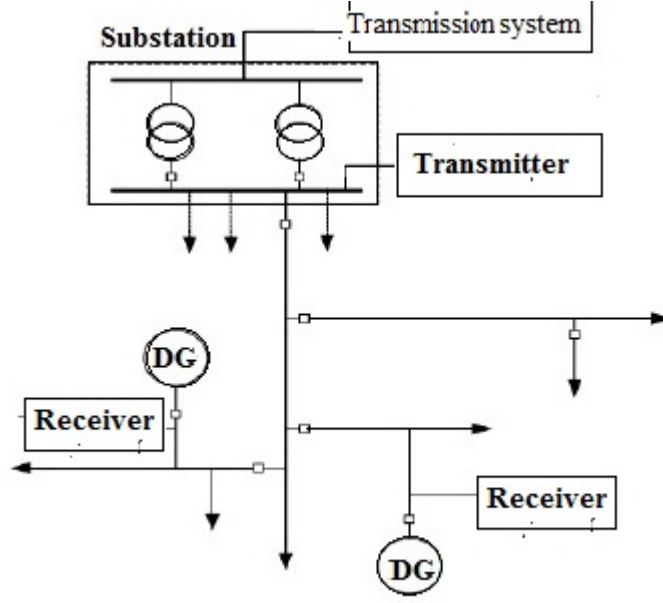 Transmission system
Substation
Transmitter
DG
Receiver
Receiver
DG